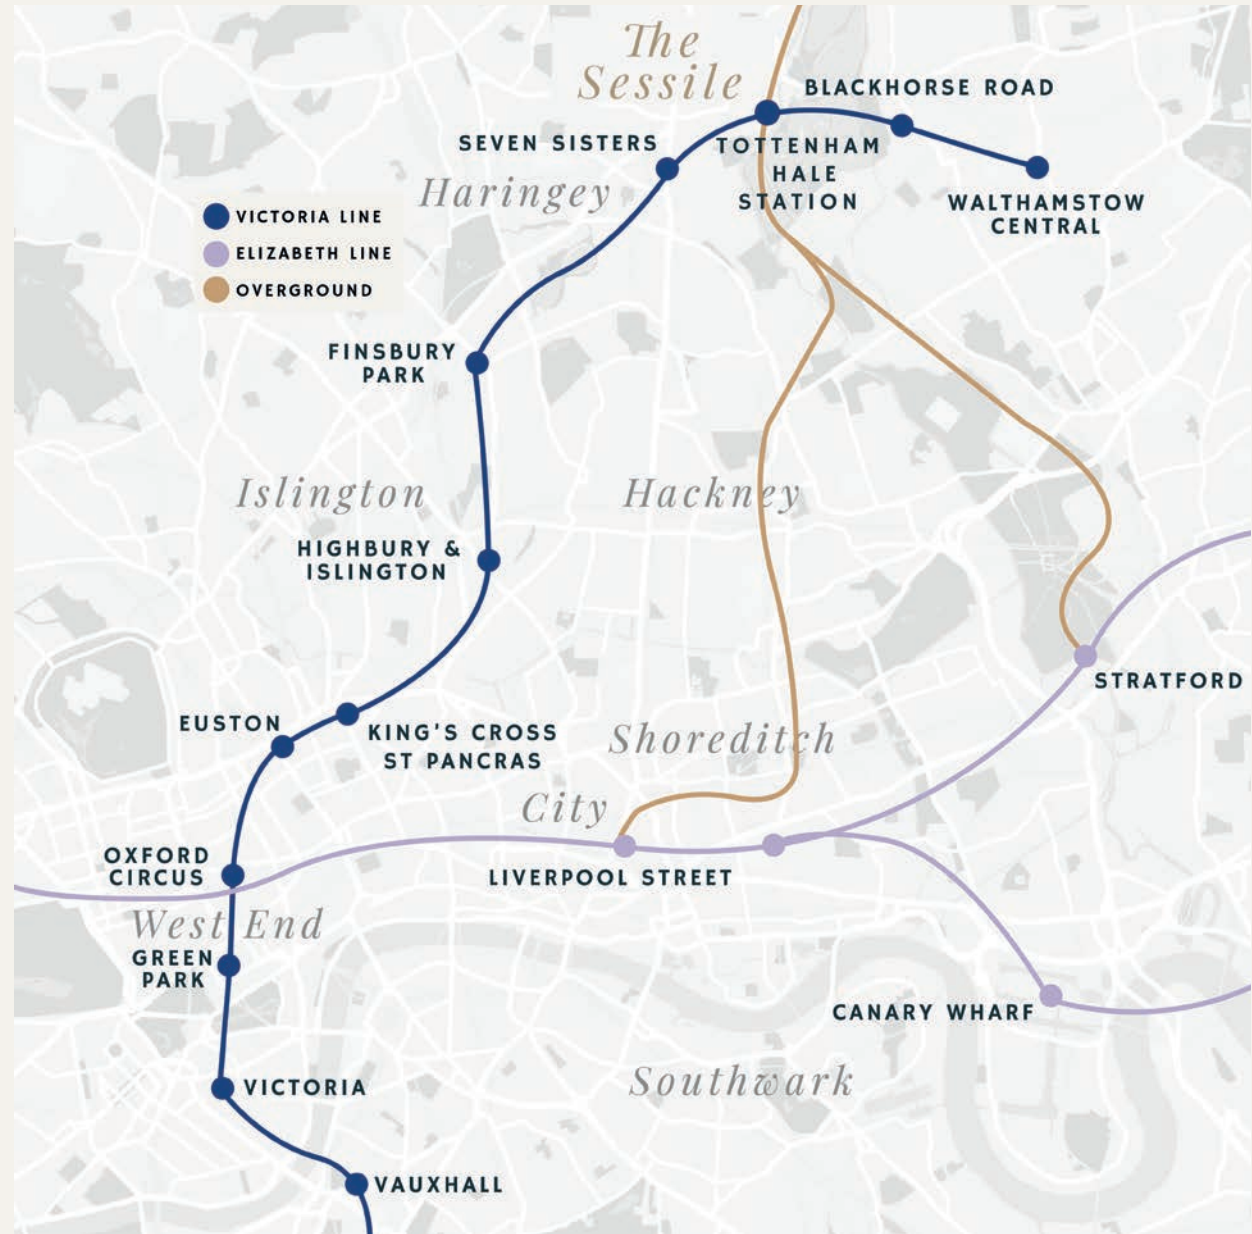 The
Sessile
BLACKHORSE ROAD
SEVEN SISTERS
TOTTENHAM
HALE
STATION
Haringey
WALTHAMSTOW
CENTRAL
VICTORIA LINE
ELIZABETH LINE
OVERGROUND
FINSBURY
PARK
Islington
Hackney
HIGHBURY &
ISLINGTON
STRATFORD
EUSTON
KING'S CROSS
ST PANCRAS
Shoreditch
City
OXFORD
CIRCUS
LIVERPOOL STREET
West End
GREEN
PARK
CANARY WHARF
Southwark
VICTORIA
VAUXHALL